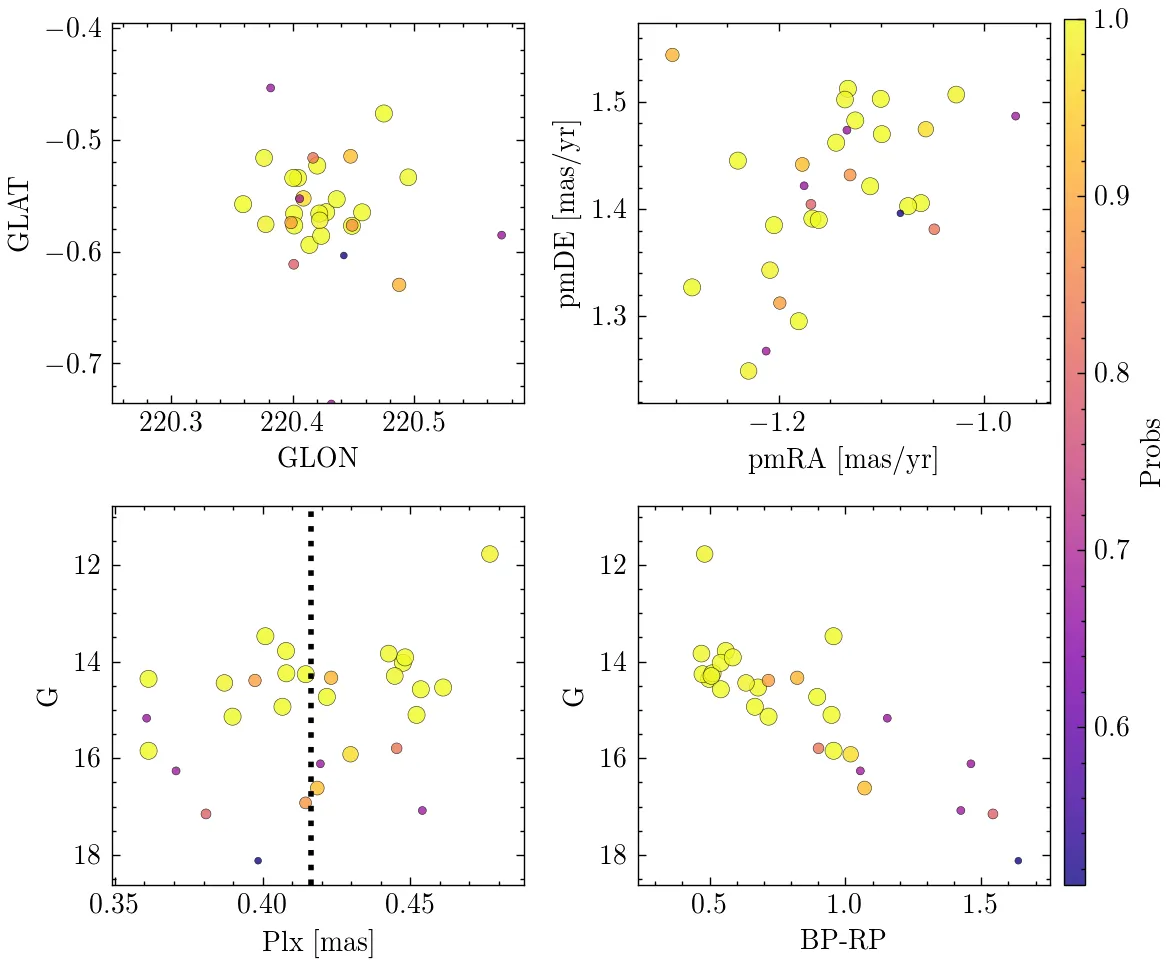 −0.4
−0.5
−0.6
−0.7
GLAT
220.3 220.4 220.5
GLON
1.5
1.4
1.3
pmDE [mas/yr]
−1.2 −1.0
pmRA [mas/yr]
1.0
0.9
0.8
0.7
0.6
Probs
12
14
16
18
G
0.35 0.40 0.45
Plx [mas]
12
14
16
18
G
0.5 1.0 1.5
BP-RP